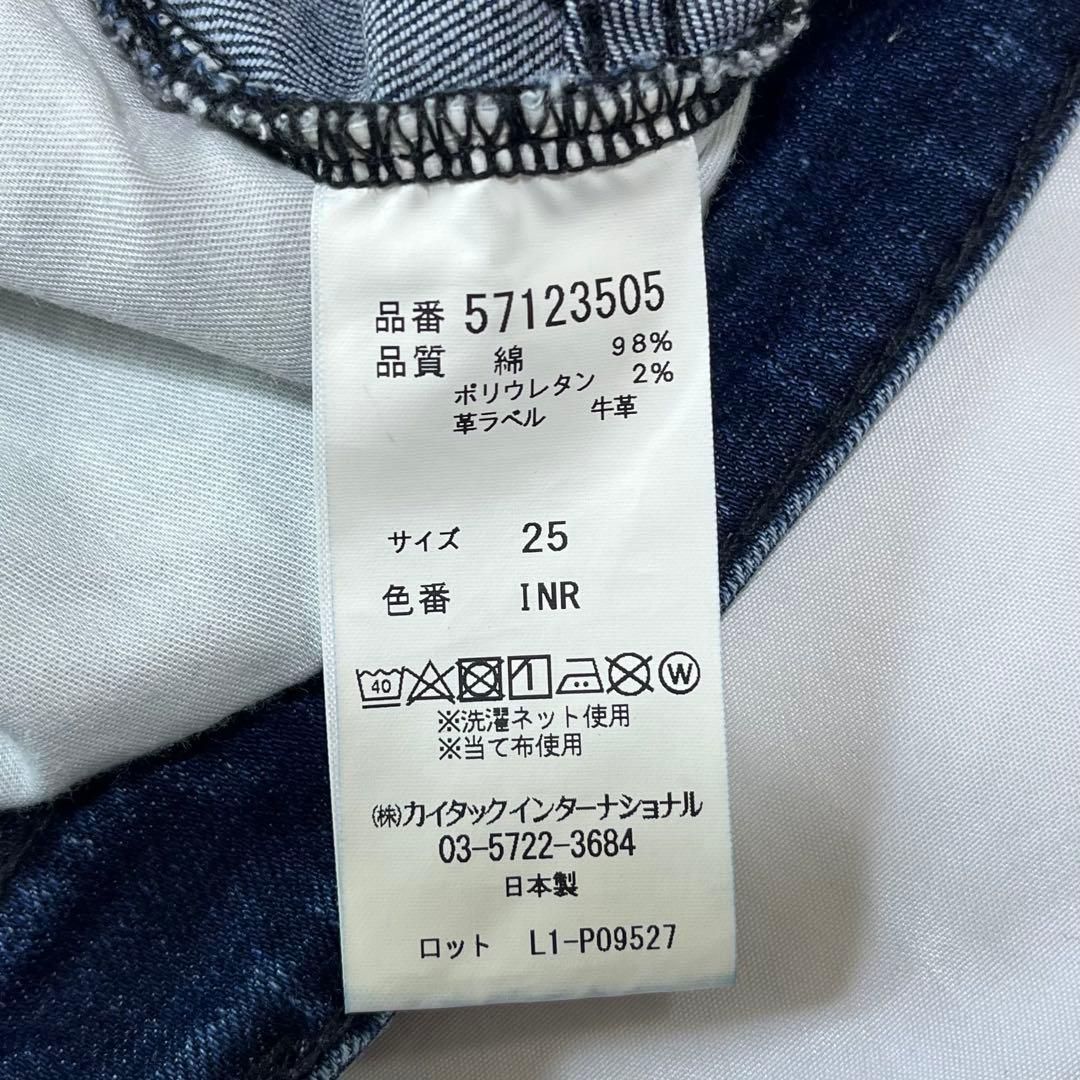 品番 57123505
品質 綿 98%
ポリウレタン 2%
革ラベル 牛革
サイズ 25
色番 INR
40 W
※洗濯ネット使用
※当て布使用
㈱カイタックインターナショナル
03-5722-3684
日本製
ロット L1-P09527